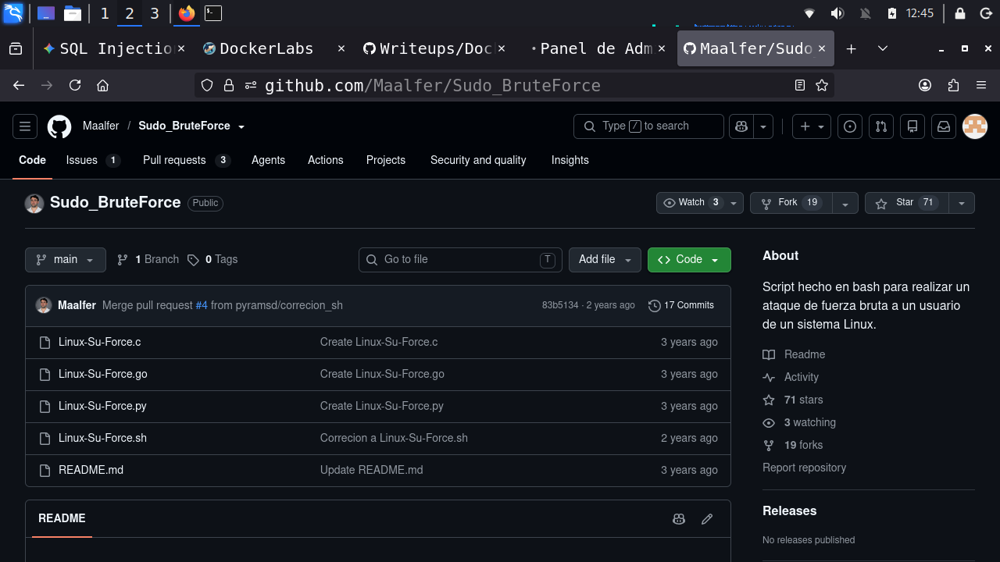 1 2 3 12:45
SQL Injectio DockerLabs Writeups/Doc Panel de Adm Maalfer/Sudo_
github.com/Maalfer/Sudo_BruteForce
Maalfer / Sudo_BruteForce Type / to search
Code Issues 1 Pull requests 3 Agents Actions Projects Security and quality Insights
Sudo_BruteForce Public Watch 3 Fork 19 Star 71
main 1 Branch 0 Tags Go to file T Add file Code
Maalfer Merge pull request #4 from pyramsd/correcion_sh 83b5134 · 2 years ago 17 Commits
Linux-Su-Force.c Create Linux-Su-Force.c 3 years ago
Linux-Su-Force.go Create Linux-Su-Force.go 3 years ago
Linux-Su-Force.py Create Linux-Su-Force.py 3 years ago
Linux-Su-Force.sh Correcion a Linux-Su-Force.sh 2 years ago
README.md Update README.md 3 years ago
README
About
Script hecho en bash para realizar un
ataque de fuerza bruta a un usuario
de un sistema Linux.
Readme
Activity
71 stars
3 watching
19 forks
Report repository
Releases
No releases published